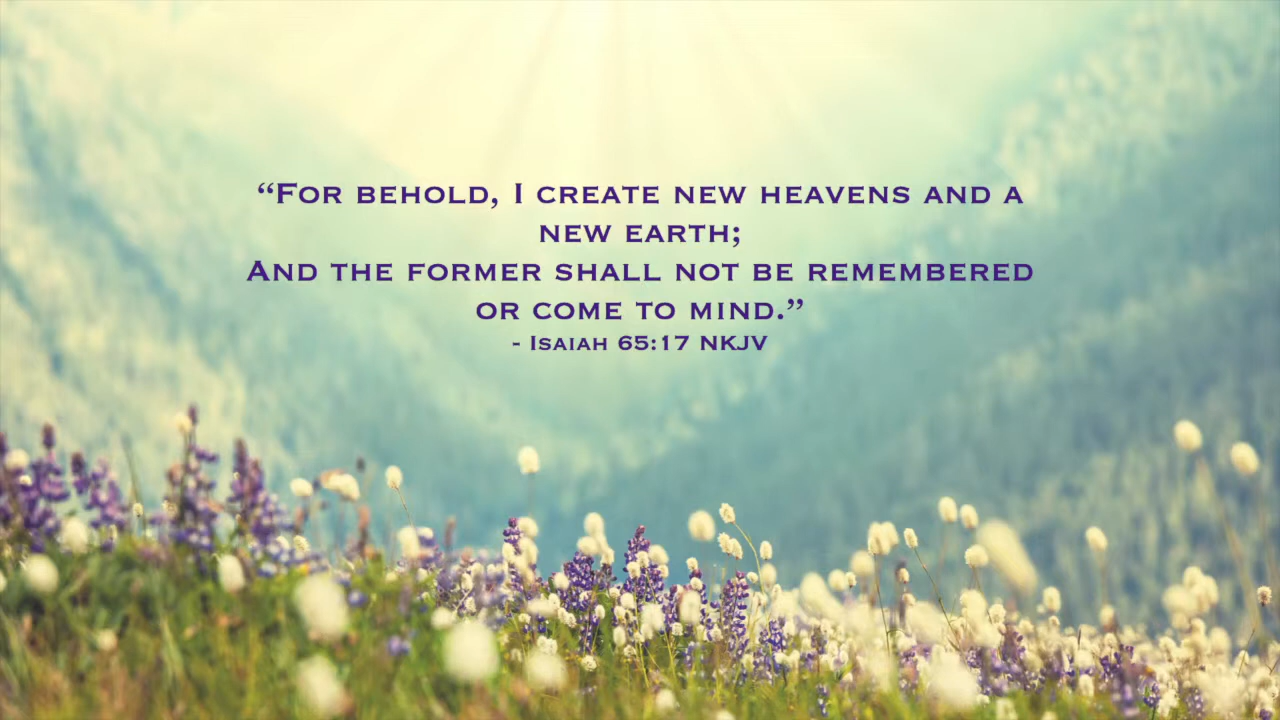 “For behold, I create new heavens and a
new earth;
And the former shall not be remembered
or come to mind.”
- Isaiah 65:17 NKJV